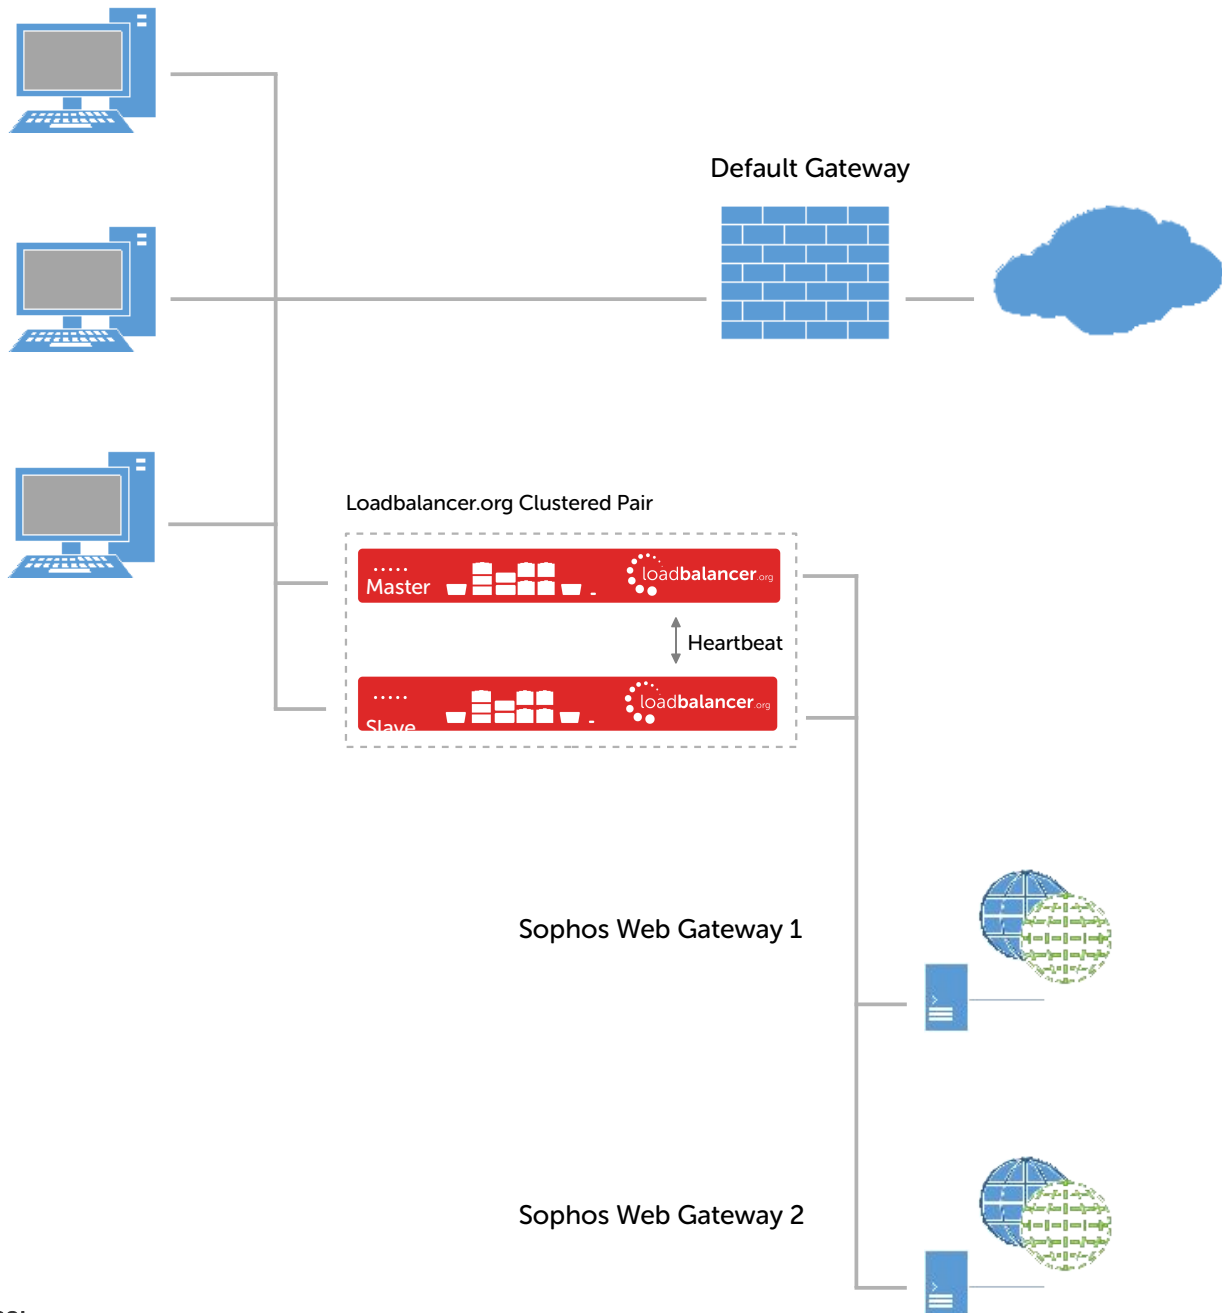 Default Gateway
Loadbalancer.org Clustered Pair
Master
loadbalancer.org
Heartbeat
Slave
loadbalancer.org
Sophos Web Gateway 1
Sophos Web Gateway 2